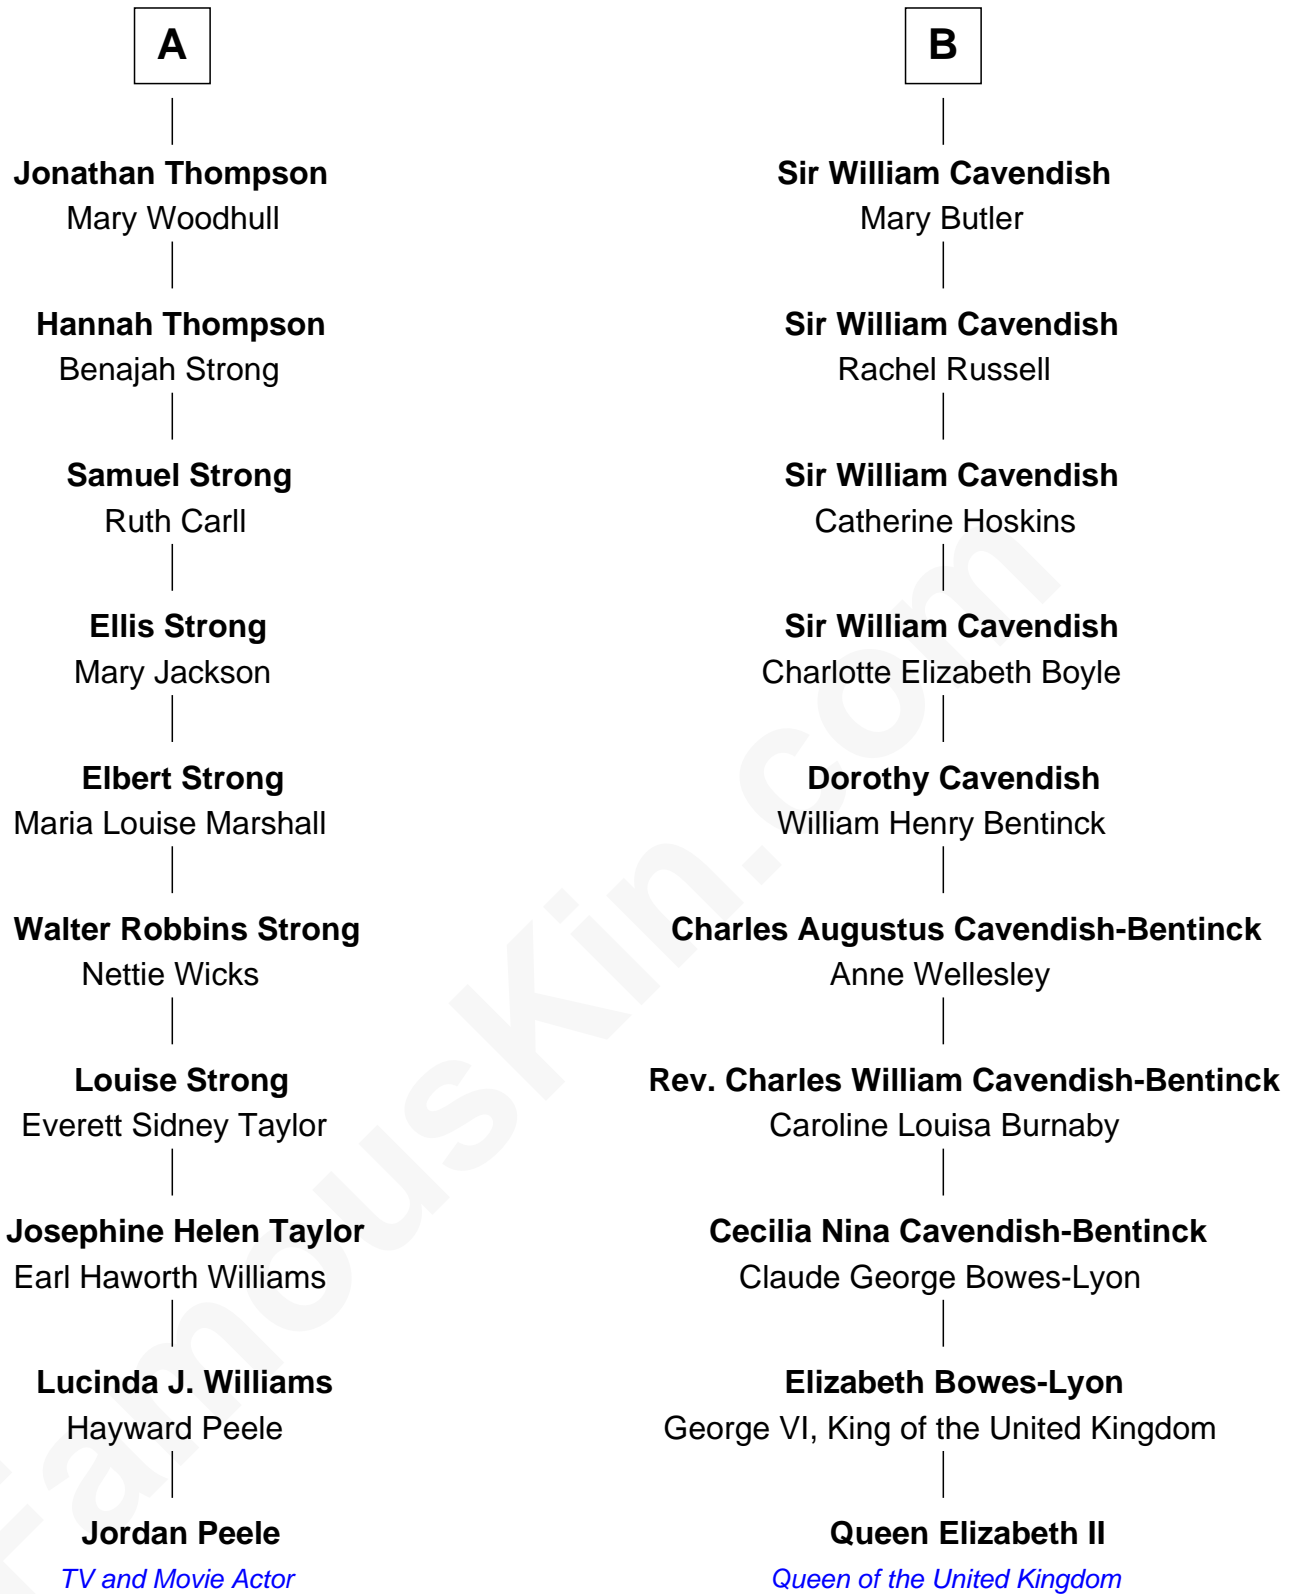 A
Jonathan Thompson
Mary Woodhull
Hannah Thompson
Benajah Strong
Samuel Strong
Ruth Carll
Ellis Strong
Mary Jackson
Elbert Strong
Maria Louise Marshall
Walter Robbins Strong
Nettie Wicks
Louise Strong
Everett Sidney Taylor
Josephine Helen Taylor
Earl Haworth Williams
Lucinda J. Williams
Hayward Peele
Jordan Peele
TV and Movie Actor
B
Sir William Cavendish
Mary Butler
Sir William Cavendish
Rachel Russell
Sir William Cavendish
Catherine Hoskins
Sir William Cavendish
Charlotte Elizabeth Boyle
Dorothy Cavendish
William Henry Bentinck
Charles Augustus Cavendish-Bentinck
Anne Wellesley
Rev. Charles William Cavendish-Bentinck
Caroline Louisa Burnaby
Cecilia Nina Cavendish-Bentinck
Claude George Bowes-Lyon
Elizabeth Bowes-Lyon
George VI, King of the United Kingdom
Queen Elizabeth II
Queen of the United Kingdom
FamousKin.com